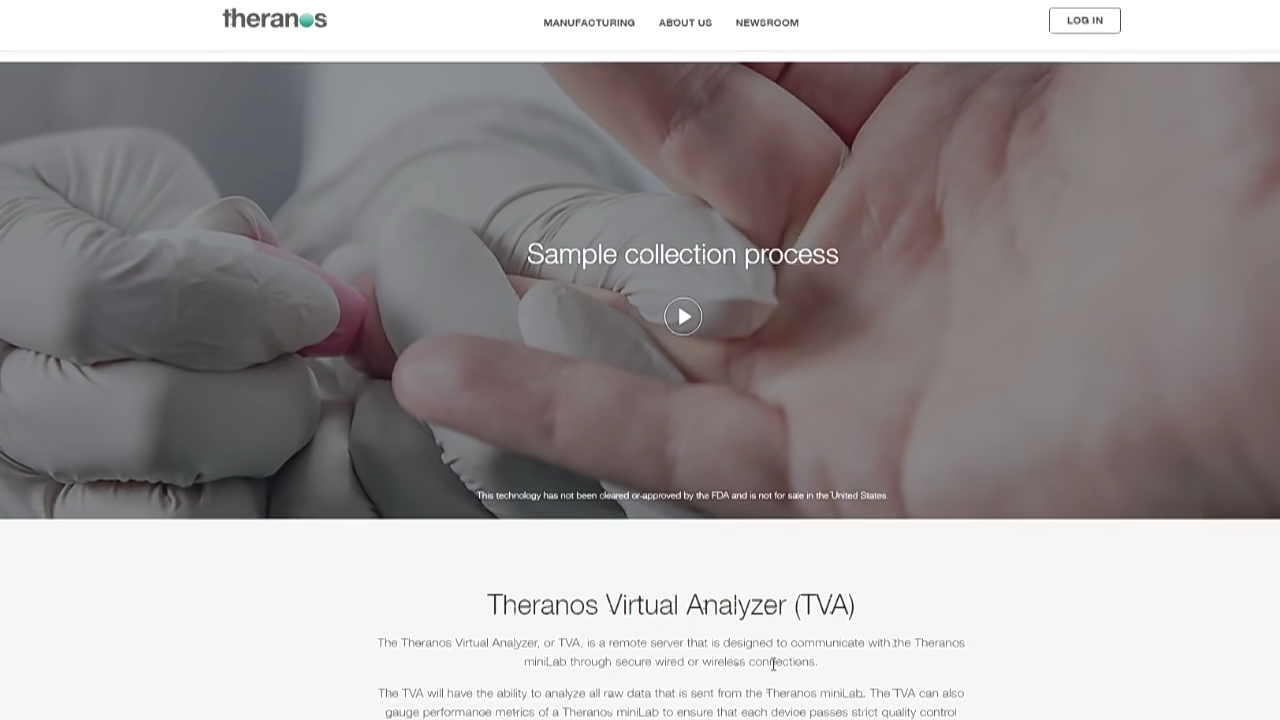 theranos
MANUFACTURING ABOUT US NEWSROOM
LOG IN
Sample collection process
This technology has not been cleared or approved by the FDA and is not for sale in the United States.
Theranos Virtual Analyzer (TVA)
The Theranos Virtual Analyzer, or TVA, is a remote server that is designed to communicate with the Theranos
miniLab through secure wired or wireless connections.
The TVA will have the ability to analyze all raw data that is sent from the Theranos miniLab. The TVA can also
gauge performance metrics of a Theranos miniLab to ensure that each device passes strict quality control